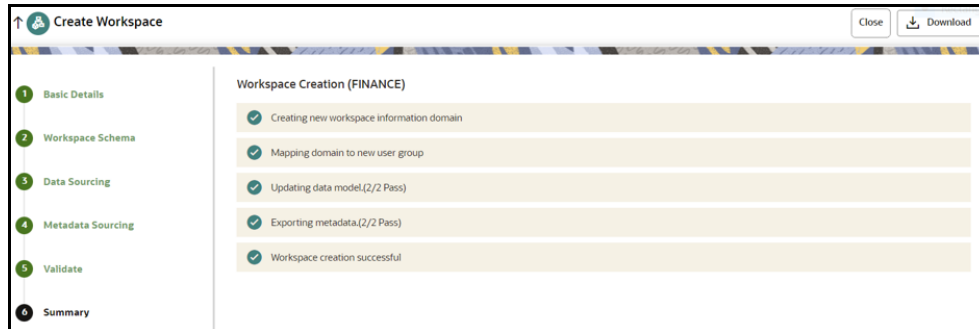 Create Workspace
Close
Download
1 Basic Details
2 Workspace Schema
3 Data Sourcing
4 Metadata Sourcing
5 Validate
6 Summary
Workspace Creation (FINANCE)
Creating new workspace information domain
Mapping domain to new user group
Updating data model.(2/2 Pass)
Exporting metadata.(2/2 Pass)
Workspace creation successful